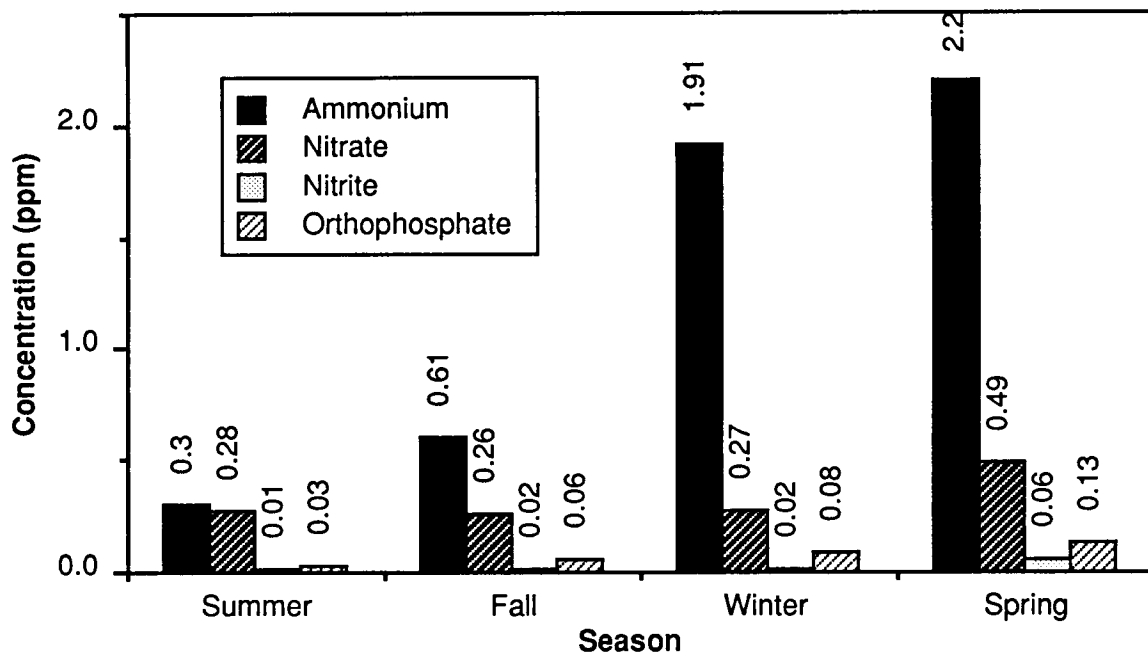 Concentration (ppm)
2.0
1.0
0.0
Ammonium
Nitrate
Nitrite
Orthophosphate
0.3
0.28
0.01
0.03
0.61
0.26
0.02
0.06
1.91
0.27
0.02
0.08
2.2
0.49
0.06
0.13
Summer
Fall
Winter
Spring
Season